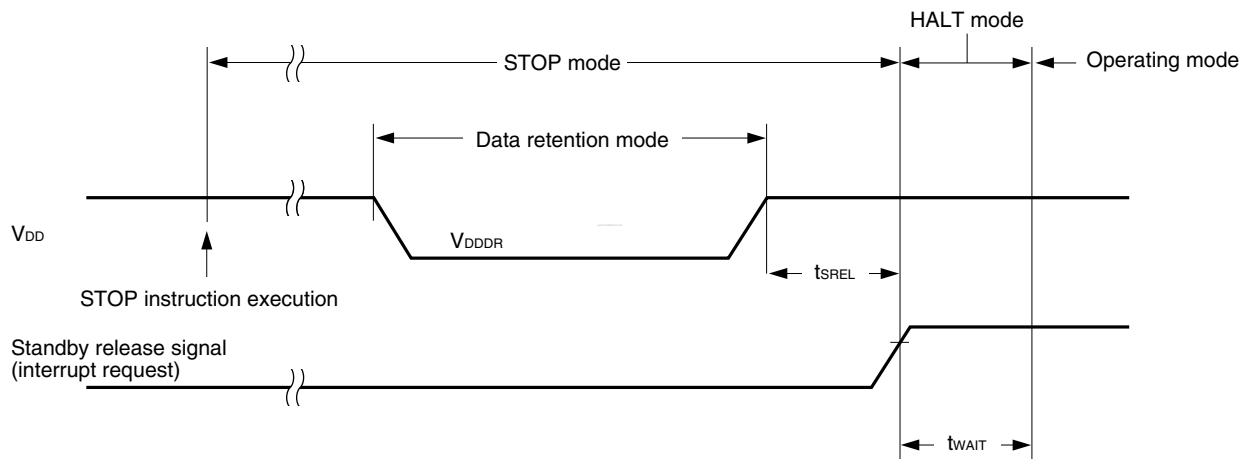 HALT mode
STOP mode
Operating mode
Data retention mode
VDD
VDDDR
tSREL
STOP instruction execution
Standby release signal
(interrupt request)
tWAIT